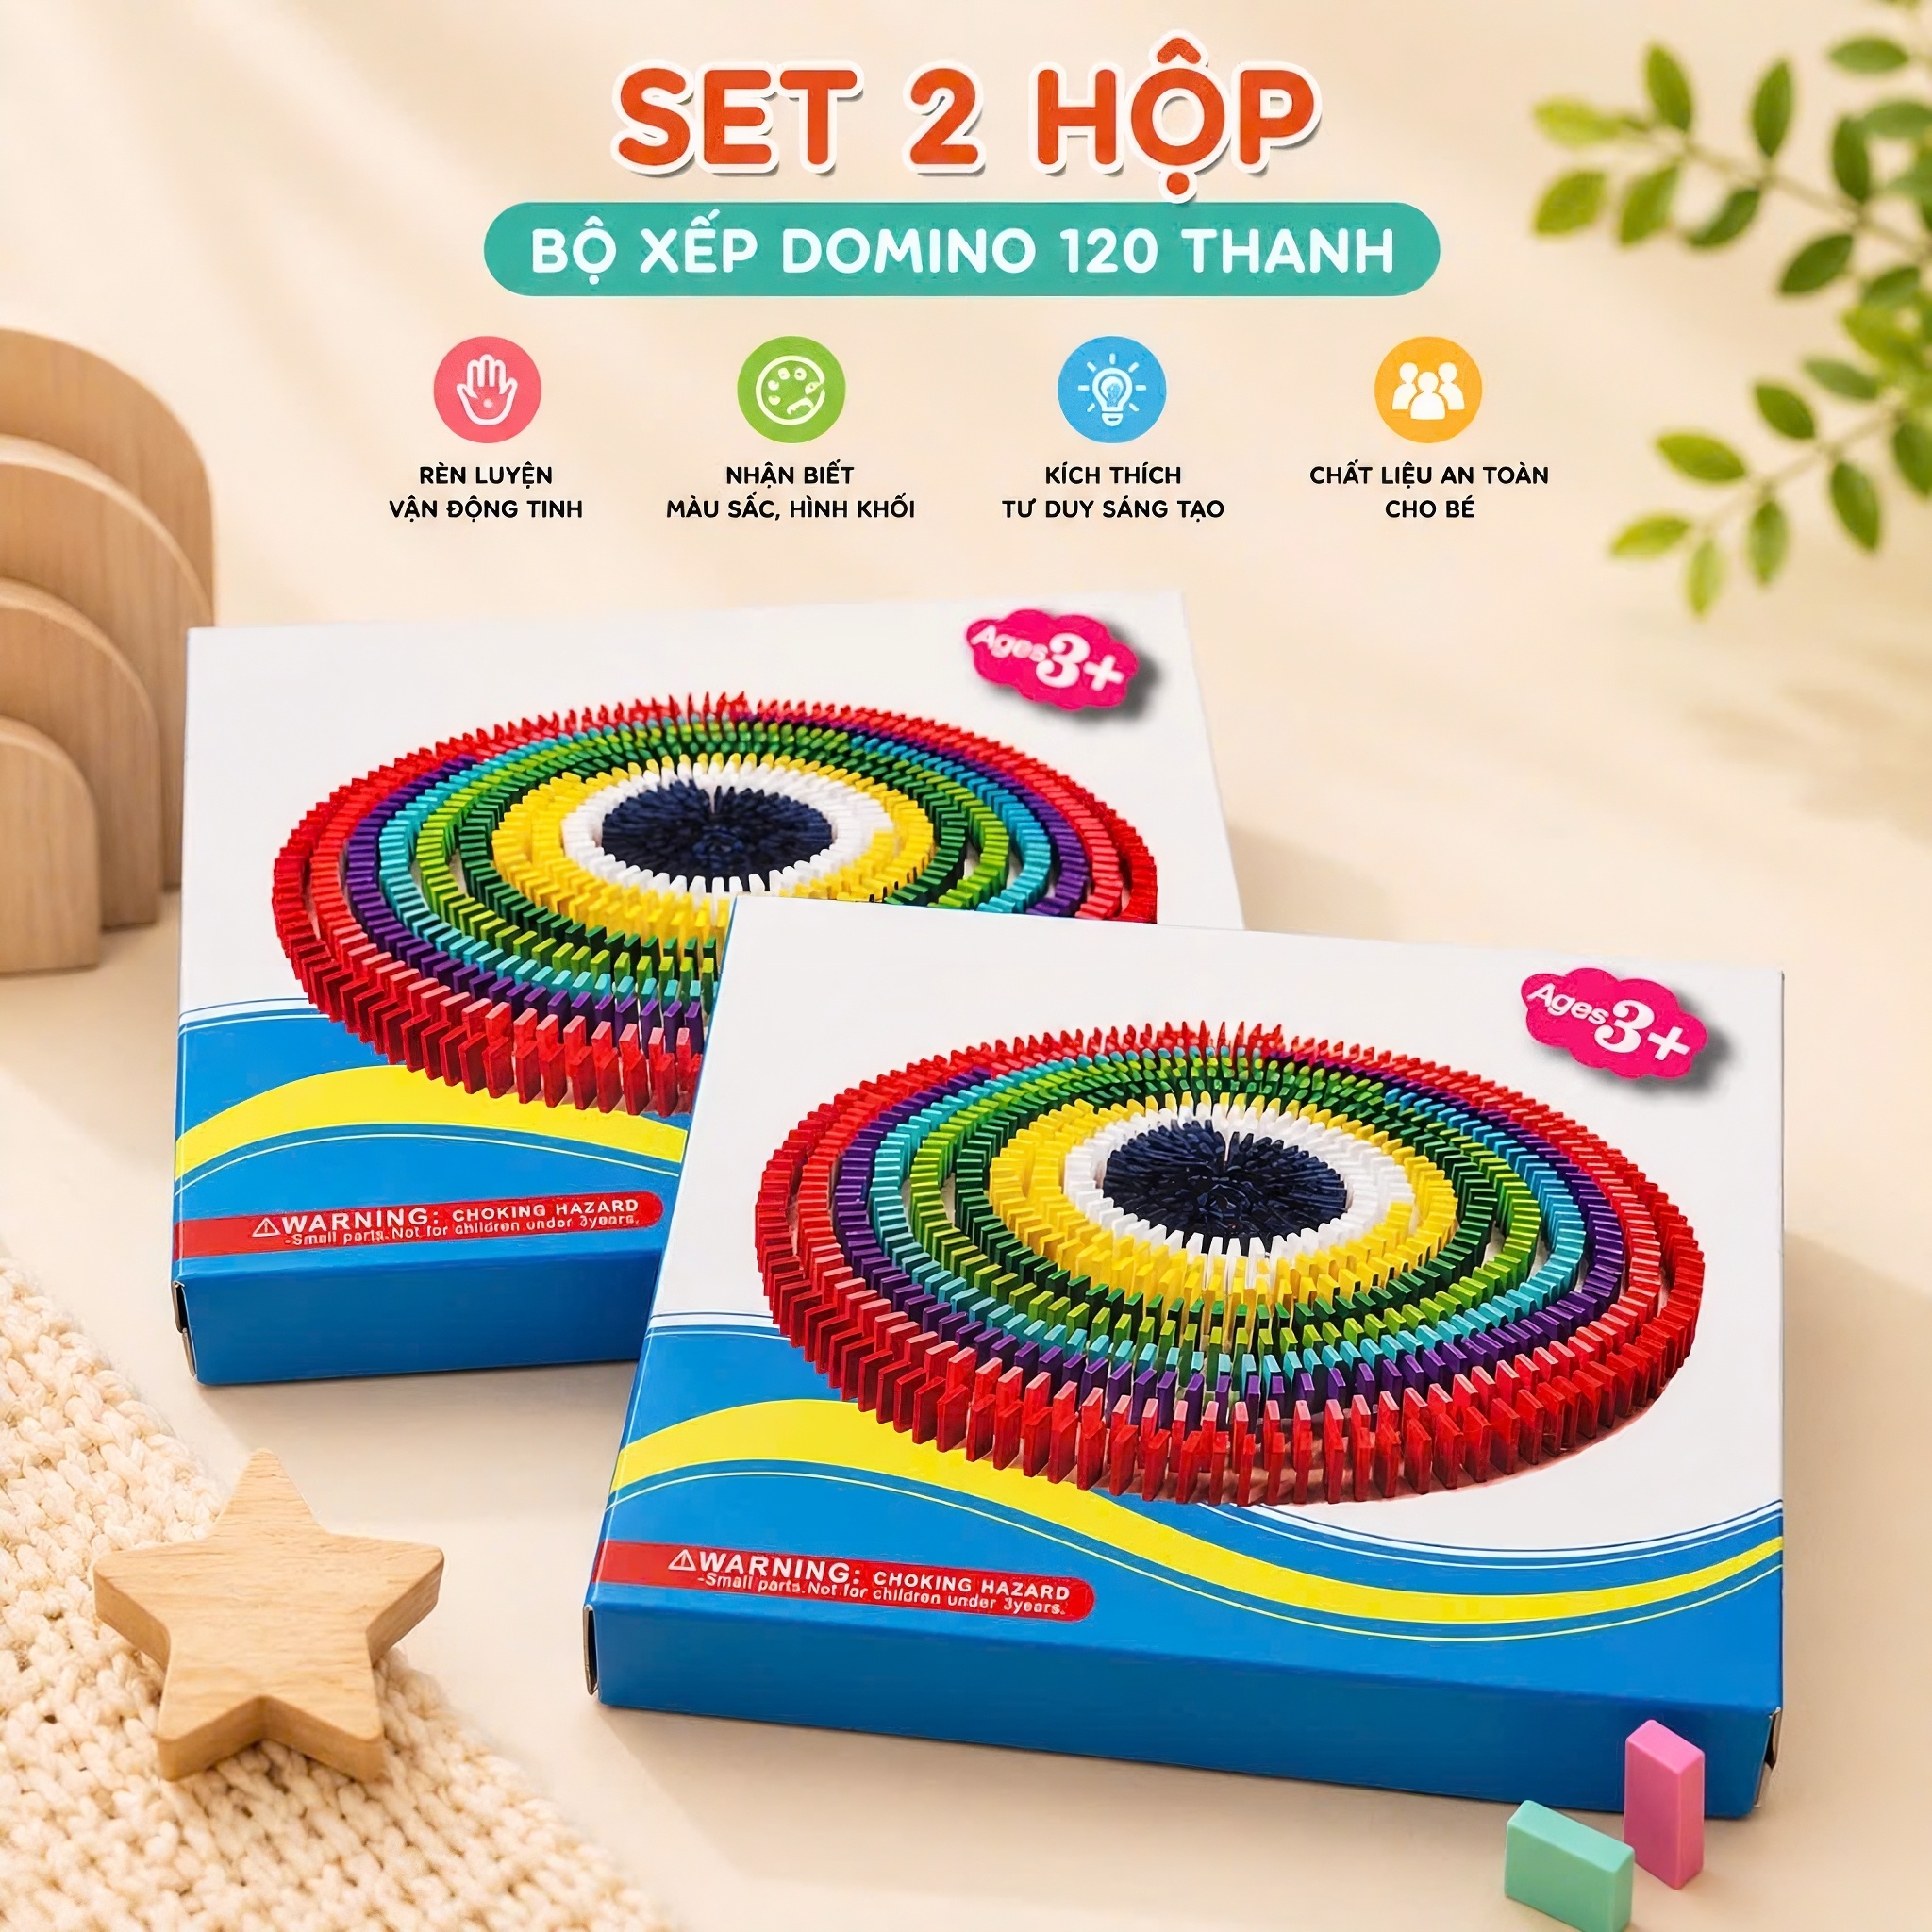 SET 2 HỘP
BỘ XẾP DOMINO 120 THANH
RÈN LUYỆN
VẬN ĐỘNG TINH
NHẬN BIẾT
MÀU SẮC, HÌNH KHỐI
KÍCH THÍCH
TƯ DUY SÁNG TẠO
CHẤT LIỆU AN TOÀN
CHO BÉ
Ages 3+
⚠WARNING: CHOKING HAZARD
-Small parts.Not for children under 3years.
Ages 3+
⚠WARNING: CHOKING HAZARD
-Small parts.Not for children under 3years.